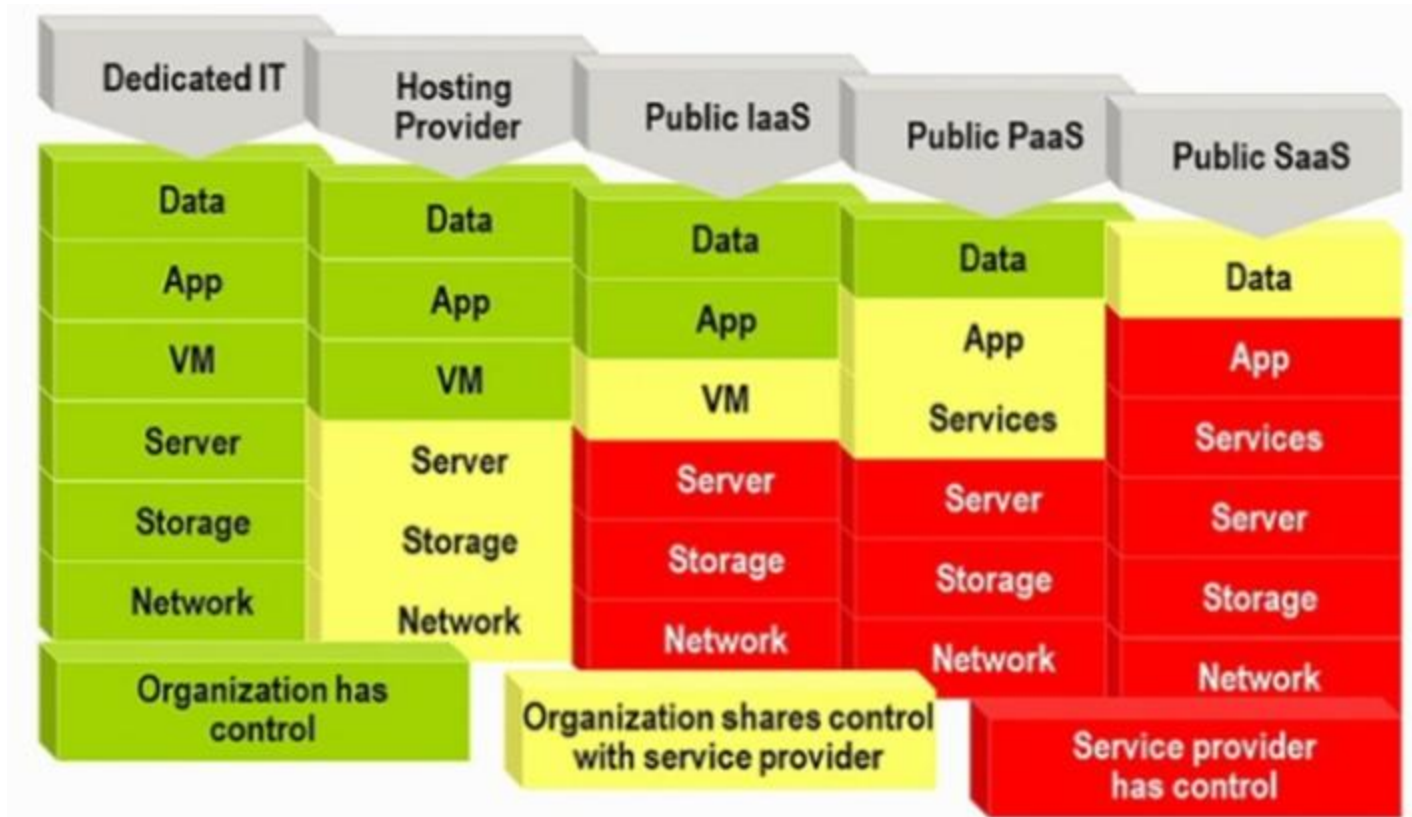 Dedicated IT
Data
App
VM
Server
Storage
Network
Hosting
Provider
Data
App
VM
Server
Storage
Network
Public IaaS
Data
App
VM
Server
Storage
Network
Public PaaS
Data
App
Services
Server
Storage
Network
Public SaaS
Data
App
Services
Server
Storage
Network
Organization has
control
Organization shares control
with service provider
Service provider
has control